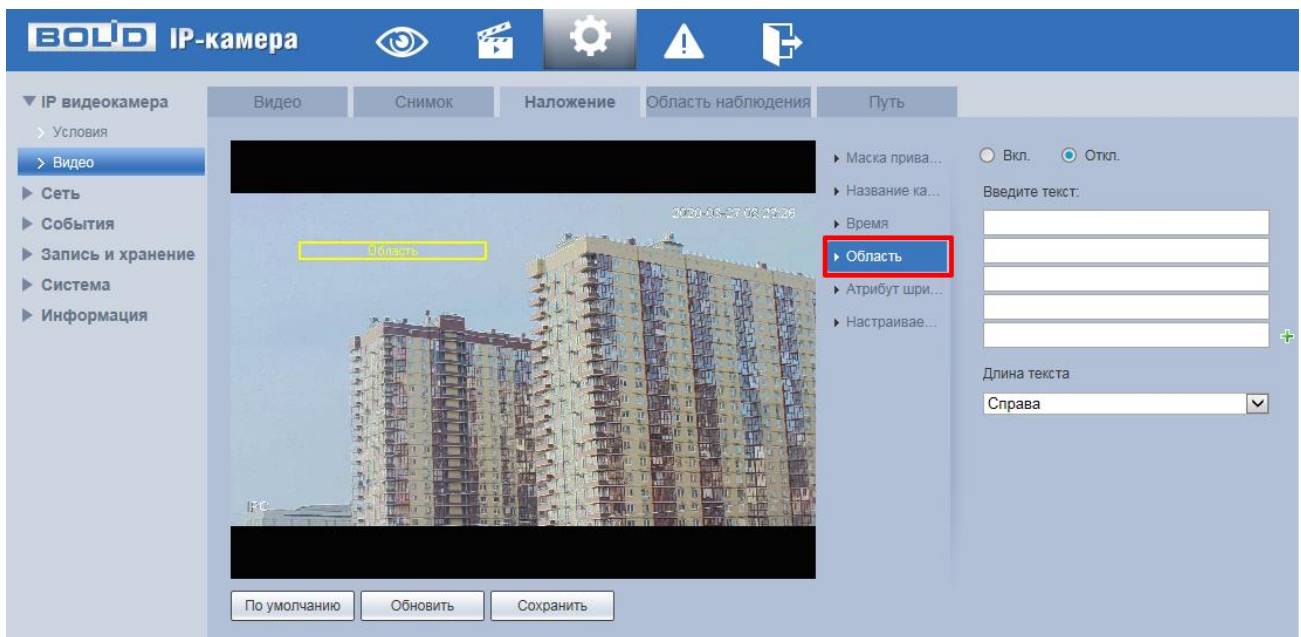 BOLID IP-камера
IP видеокамера
Условия
Видео
Сеть
События
Запись и хранение
Система
Информация
Видео
Снимок
Наложение
Область наблюдения
Путь
Область
IPC
Маска прива...
Название ка...
Время
Область
Атрибут шри...
Настраивае...
Вкл.
Откл.
Введите текст:
Длина текста
Справа
По умолчанию
Обновить
Сохранить